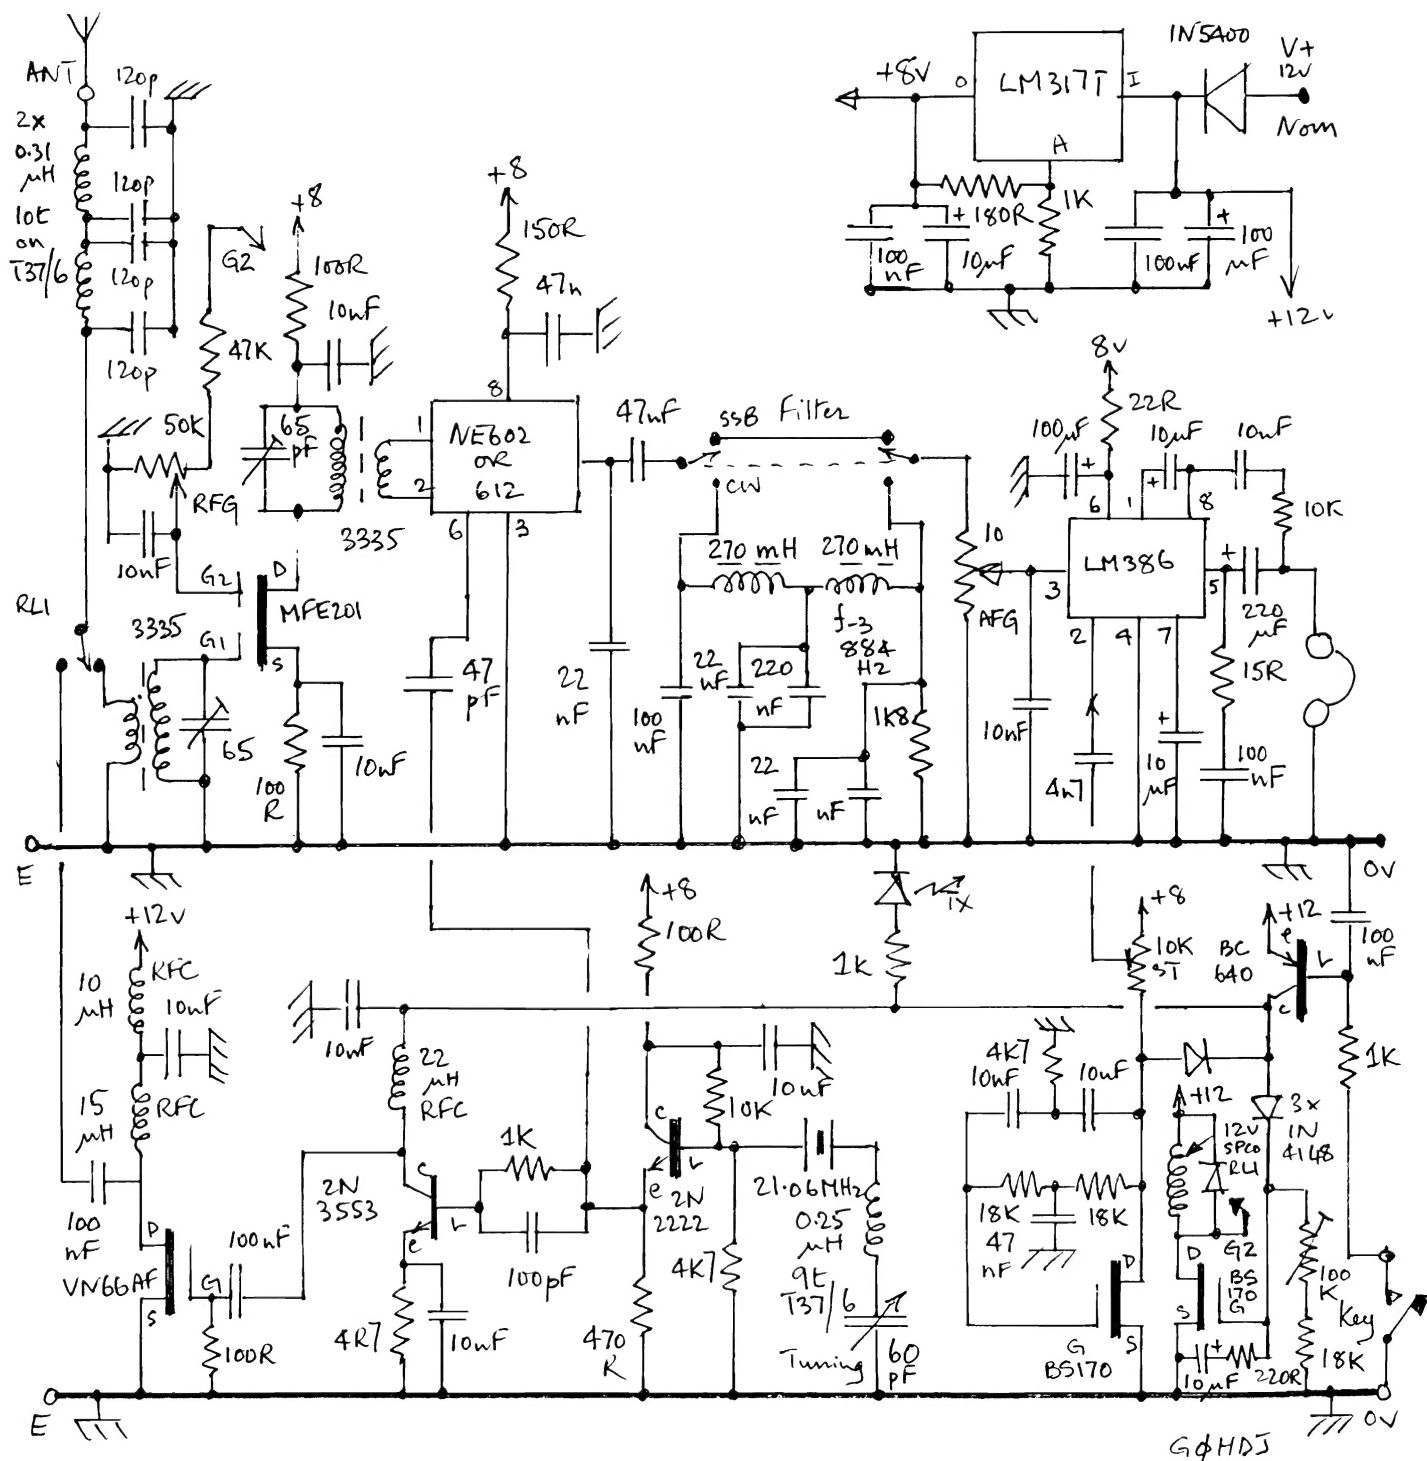 ANT
120p
2x
0.31
μH
10t
on
T37/6
120p
120p
120p
G2
47K
50K
RFG
10nF
+8
100R
10nF
65
pF
3335
+8
150R
47n
8
1
2
NE602
OR
612
6
3
47nF
SSB Filter
CW
+8V
O
LM317T
I
A
1N5400
V+
12V
Nom
1K
+
180R
100
nF
10μF
100nF
+
100
μF
+12V
8V
22R
100μF
+
10μF
+
10nF
10K
6
1
8
LM386
3
5
2
4
7
+
220
μF
15R
100
nF
+
10
μF
4n7
10nF
10
AFG
270mH
270mH
f-3
884
Hz
22
nF
220
nF
100
nF
1K8
22
nF
nF
22
nF
47
pF
RL1
3335
G2
G1
D
MFE201
S
65
100
R
10nF
E
0V
+12V
RFC
10
μH
10nF
15
μH
RFC
100
nF
D
VN66AF
S
G
100nF
100R
10nF
22
μH
RFC
2N
3553
c
b
e
4R7
10nF
1K
100pF
+8
100R
10nF
10K
c
b
e
2N
2222
470
R
4K7
21.06MHz
0.25
μH
9t
T37/6
Tuning
60
pF
TX
1K
+8
10K
ST
BC
640
+12
e
b
c
100
nF
1K
4K7
10nF
10nF
18K
18K
47
nF
D
G
S
BS170
+12
12V
SPCO
RL1
3x
1N
4148
G2
D
BS
170
S
G
+
10μF
220R
100
K
18K
Key
E
0V
GØHDJ